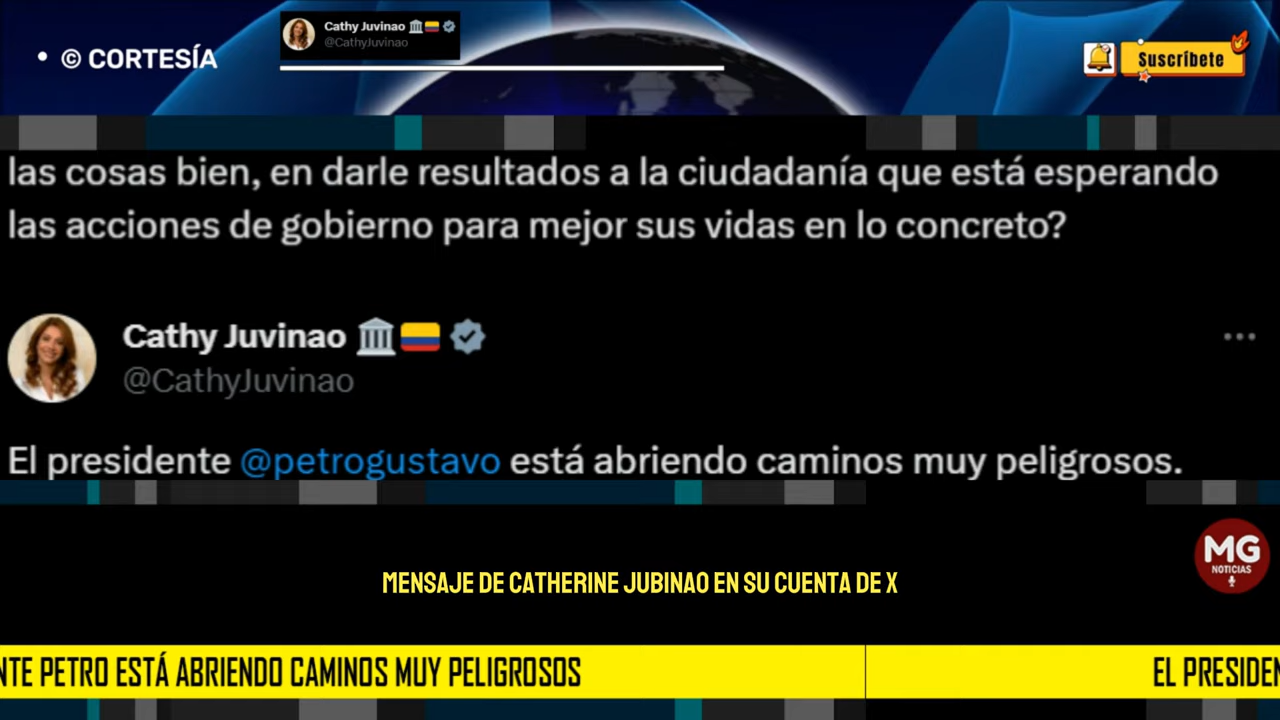 • © CORTESÍA
Cathy Juvinao
@CathyJuvinao
Suscríbete
las cosas bien, en darle resultados a la ciudadanía que está esperando
las acciones de gobierno para mejor sus vidas en lo concreto?
Cathy Juvinao
@CathyJuvinao
El presidente @petrogustavo está abriendo caminos muy peligrosos.
MG
NOTICIAS
MENSAJE DE CATHERINE JUBINAO EN SU CUENTA DE X
NTE PETRO ESTÁ ABRIENDO CAMINOS MUY PELIGROSOS
EL PRESIDEN